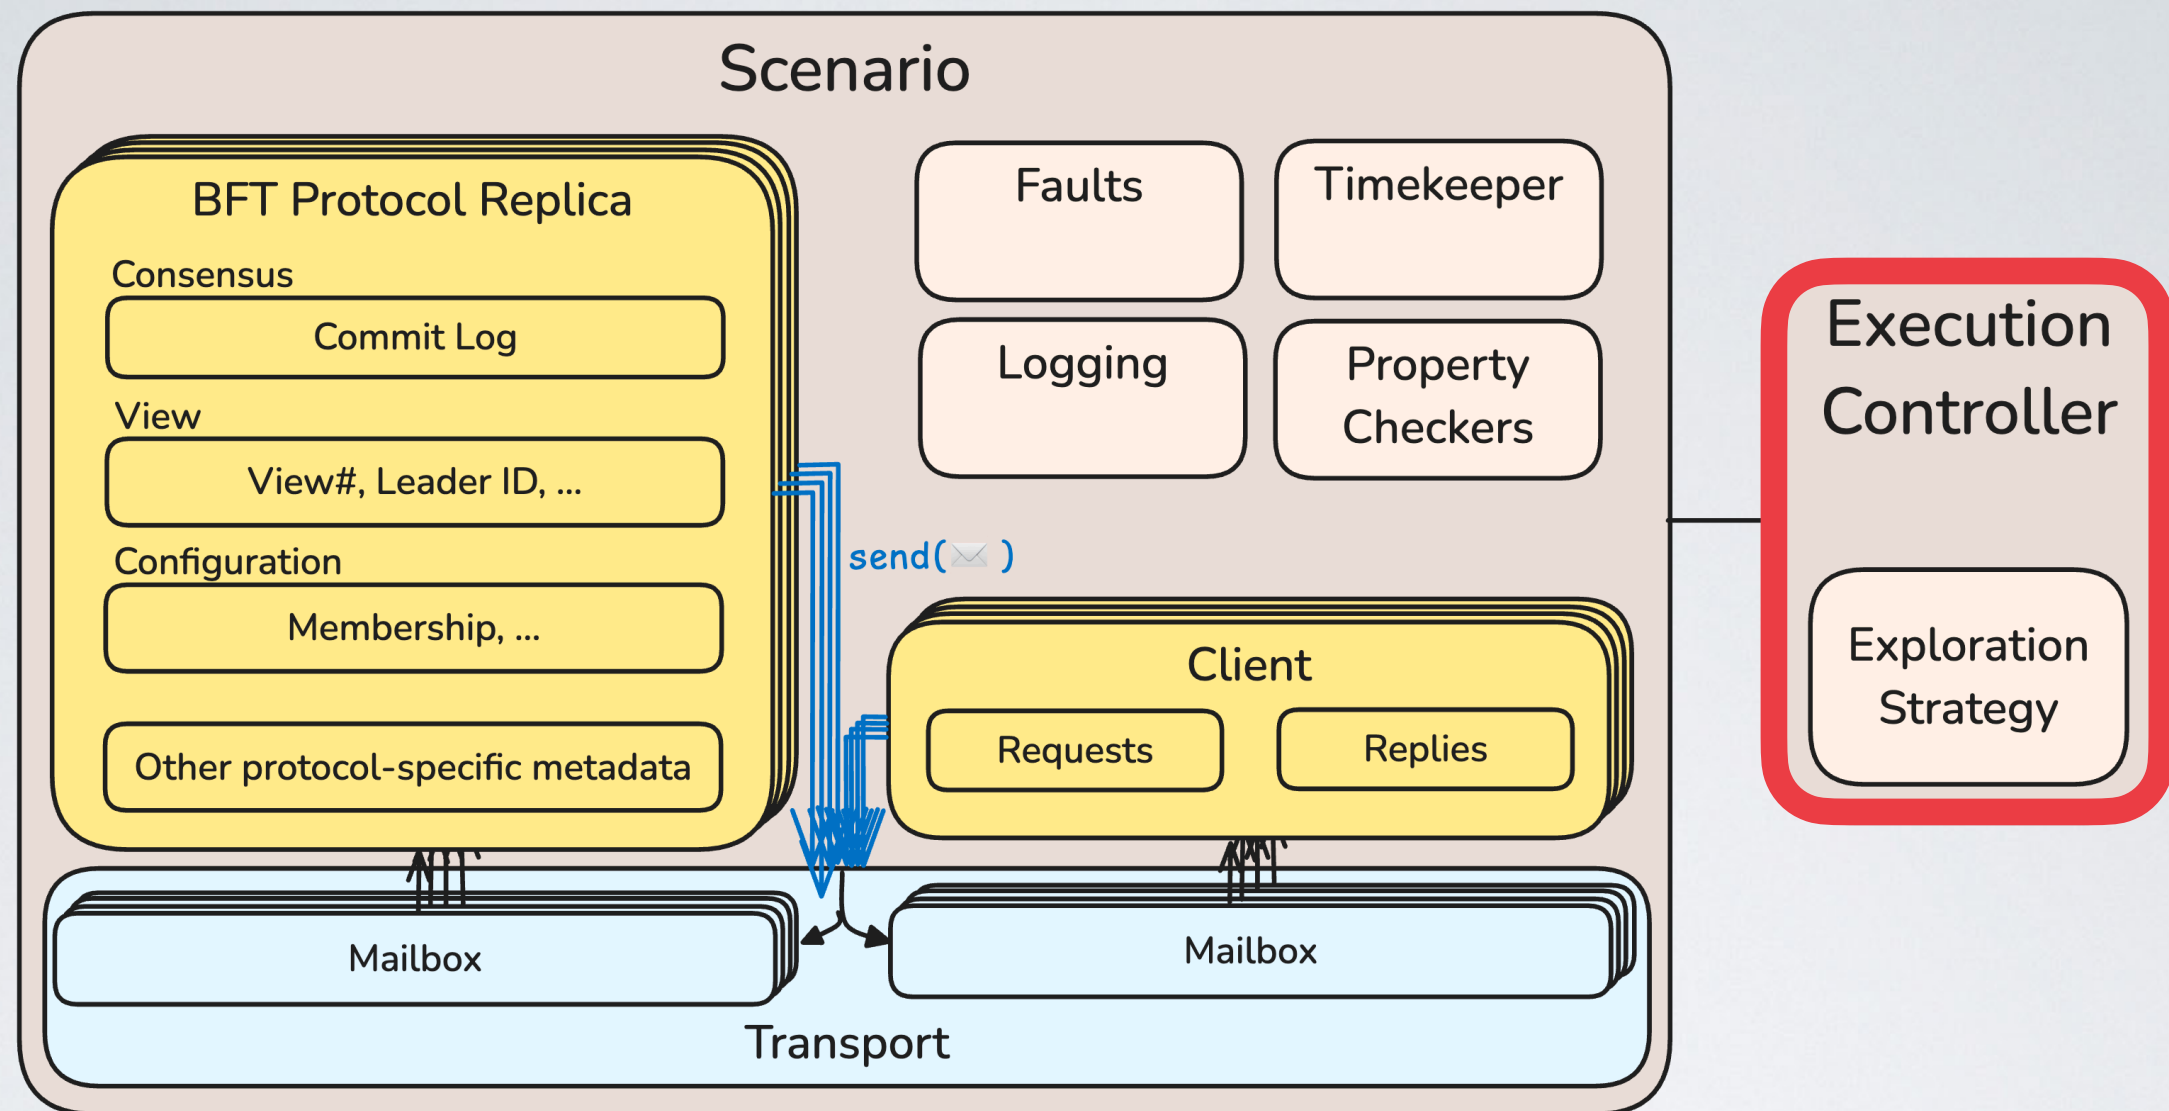 Scenario
BFT Protocol Replica
Consensus
Commit Log
View
View#, Leader ID, ...
Configuration
Membership, ...
Other protocol-specific metadata
Faults
Timekeeper
Logging
Property
Checkers
send(✉️ )
Client
Requests
Replies
Mailbox
Mailbox
Transport
Execution
Controller
Exploration
Strategy